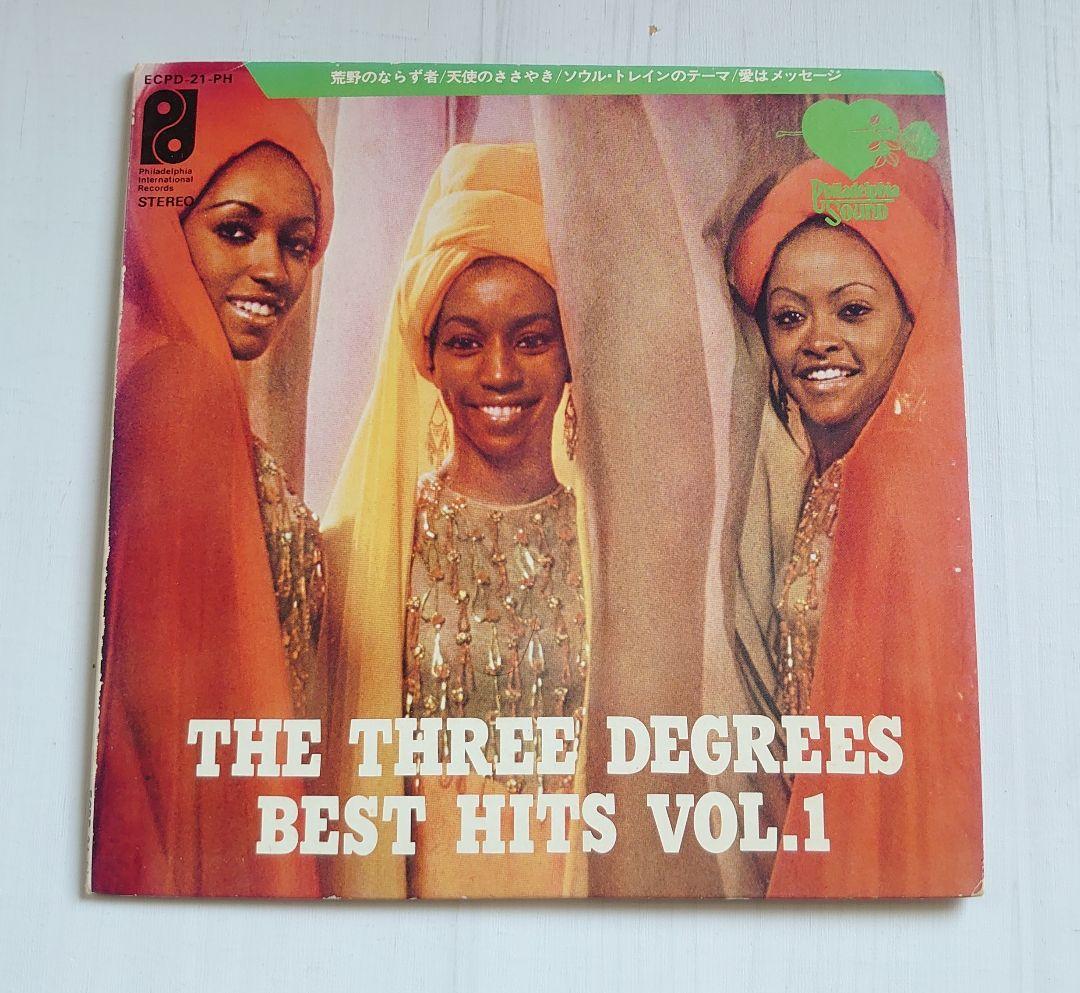 ECPD-21-PH
荒野のならず者/天使のささやき/ソウル・トレインのテーマ/愛はメッセージ
Philadelphia
International
Records
STEREO
Philadelphia
Sound
THE THREE DEGREES
BEST HITS VOL.1